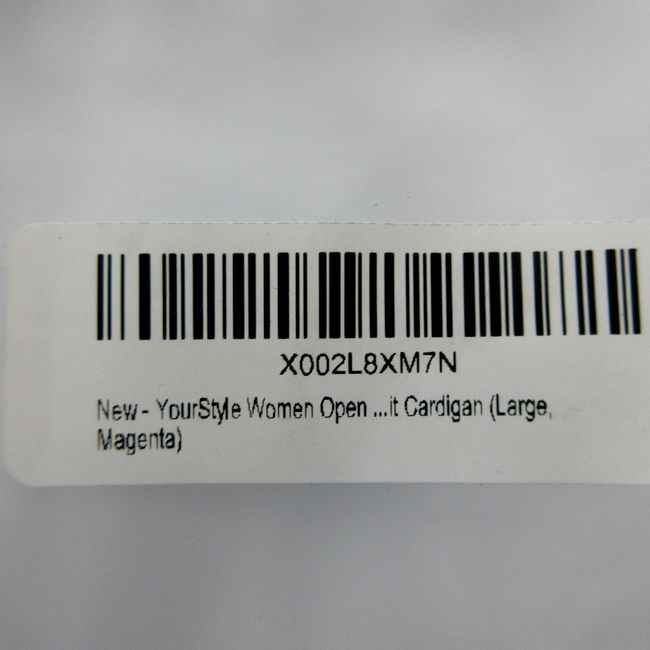 X002L8XM7N
New - YourStyle Women Open ...it Cardigan (Large,
Magenta)